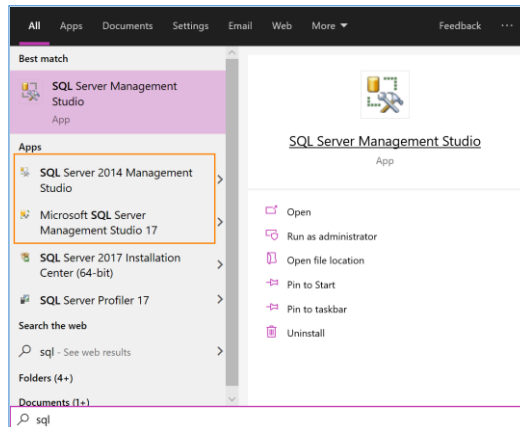 All Apps Documents Settings Email Web More Feedback ...
Best match
SQL Server Management
Studio
App
Apps
SQL Server 2014 Management
Studio
Microsoft SQL Server
Management Studio 17
SQL Server 2017 Installation
Center (64-bit)
SQL Server Profiler 17
Search the web
sql - See web results
Folders (4+)
Documents (1+)
SQL Server Management Studio
App
Open
Run as administrator
Open file location
Pin to Start
Pin to taskbar
Uninstall
sql